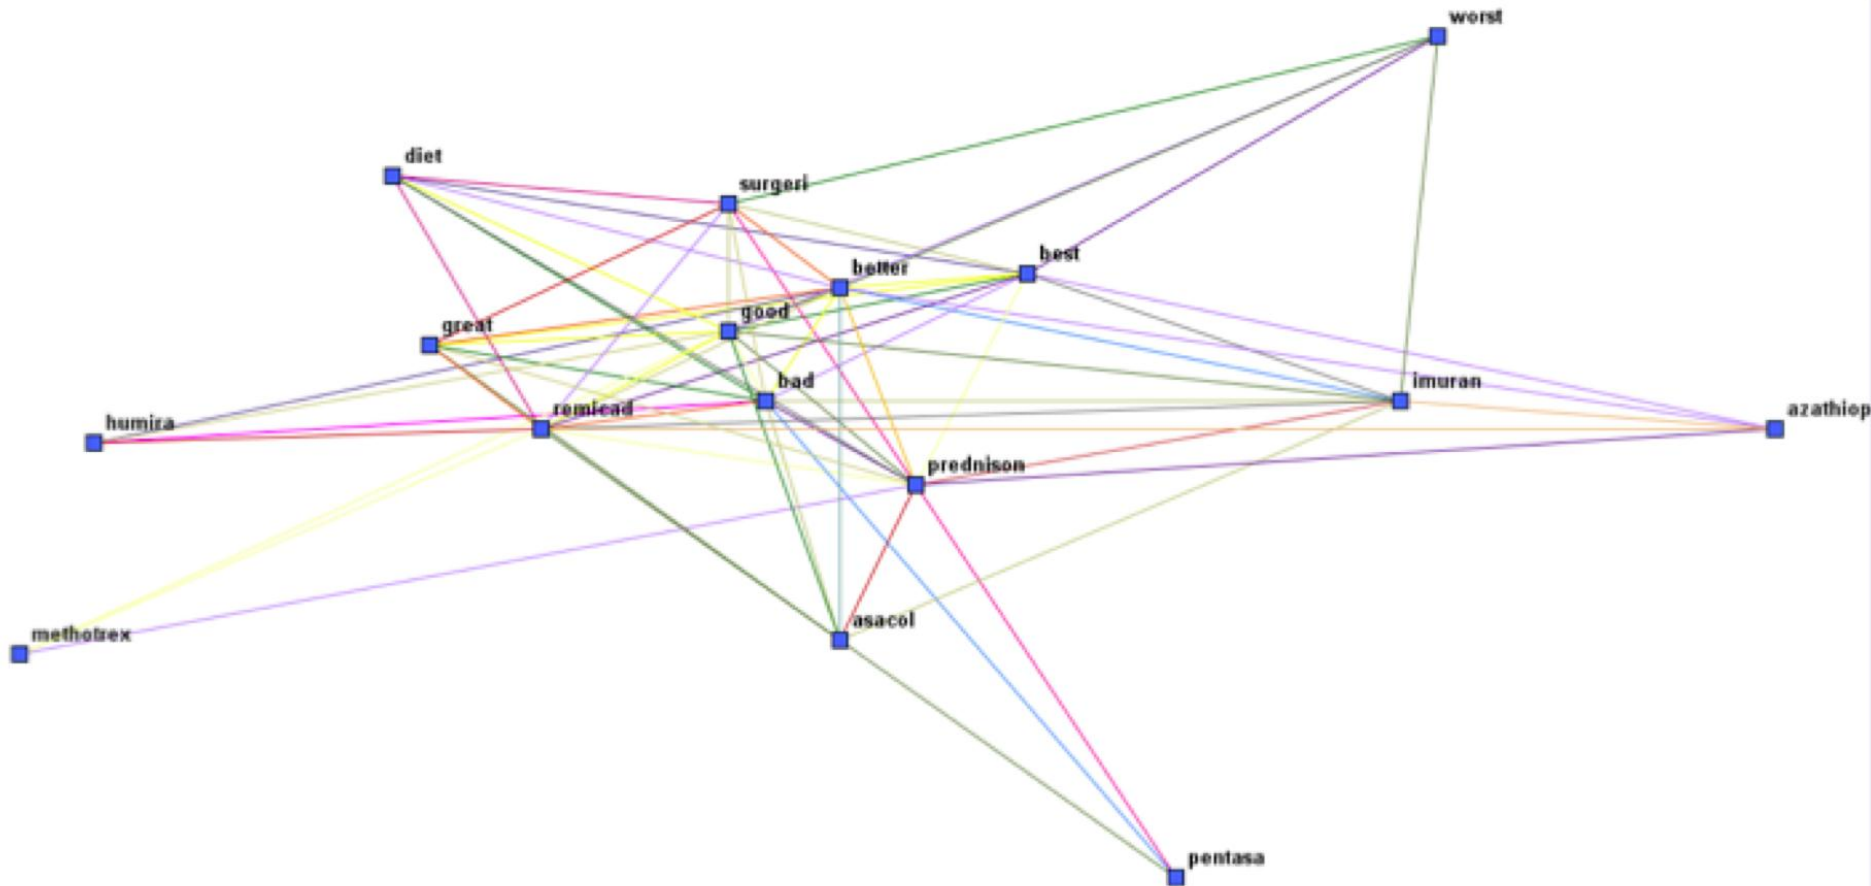 worst
diet
surgeri
best
better
good
great
bad
imuran
remicad
humira
azathiop
prednison
asacol
methotrex
pentasa